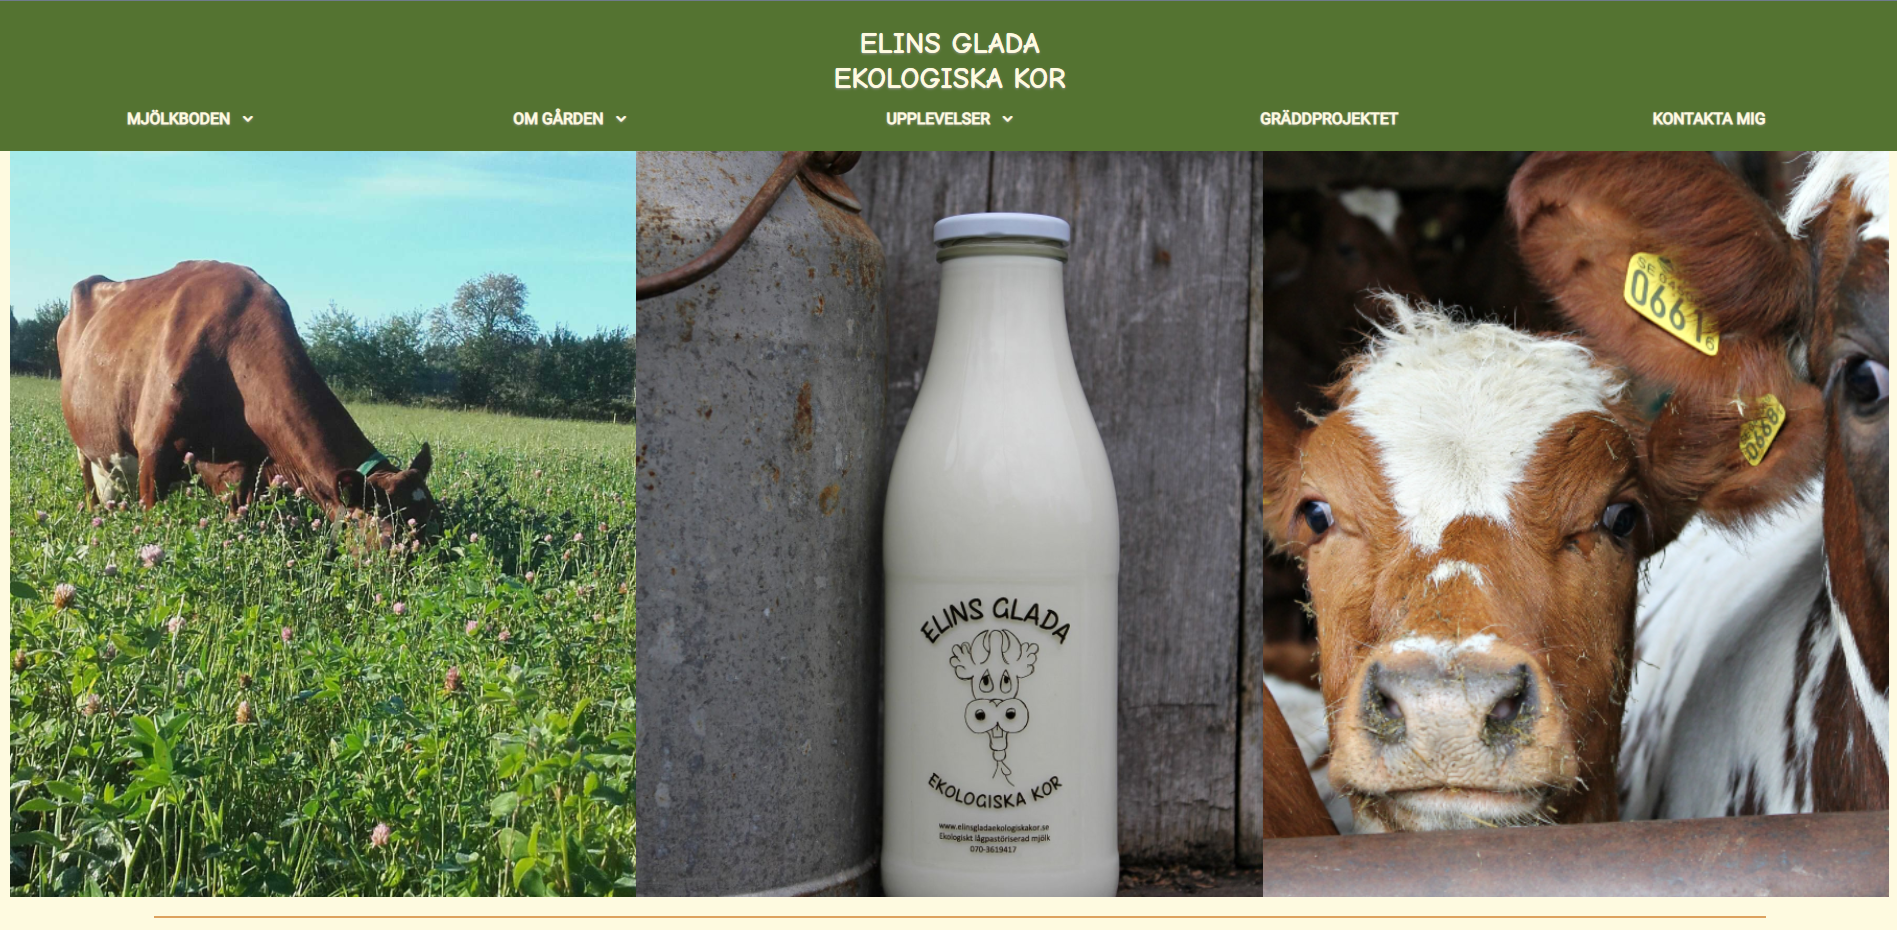 ELINS GLADA
EKOLOGISKA KOR
MJÖLKBODEN
OM GÅRDEN
UPPLEVELSER
GRÄDDPROJEKTET
KONTAKTA MIG
ELINS GLADA
EKOLOGISKA KOR
www.elinsgladaekologiskakor.se
Ekologiskt lågpastöriserad mjölk
070-3619417
SE
0661
6
0668